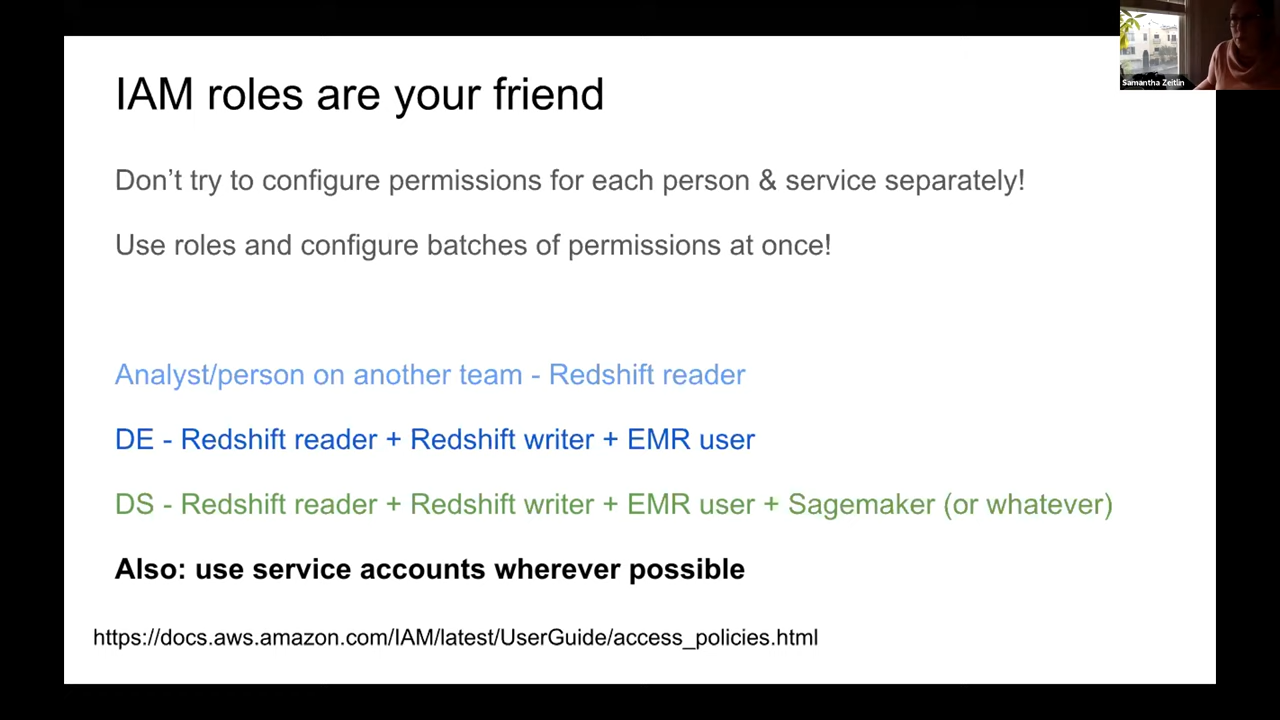 IAM roles are your friend
Samantha Zeitlin
Don’t try to configure permissions for each person & service separately!
Use roles and configure batches of permissions at once!
Analyst/person on another team - Redshift reader
DE - Redshift reader + Redshift writer + EMR user
DS - Redshift reader + Redshift writer + EMR user + Sagemaker (or whatever)
Also: use service accounts wherever possible
https://docs.aws.amazon.com/IAM/latest/UserGuide/access_policies.html